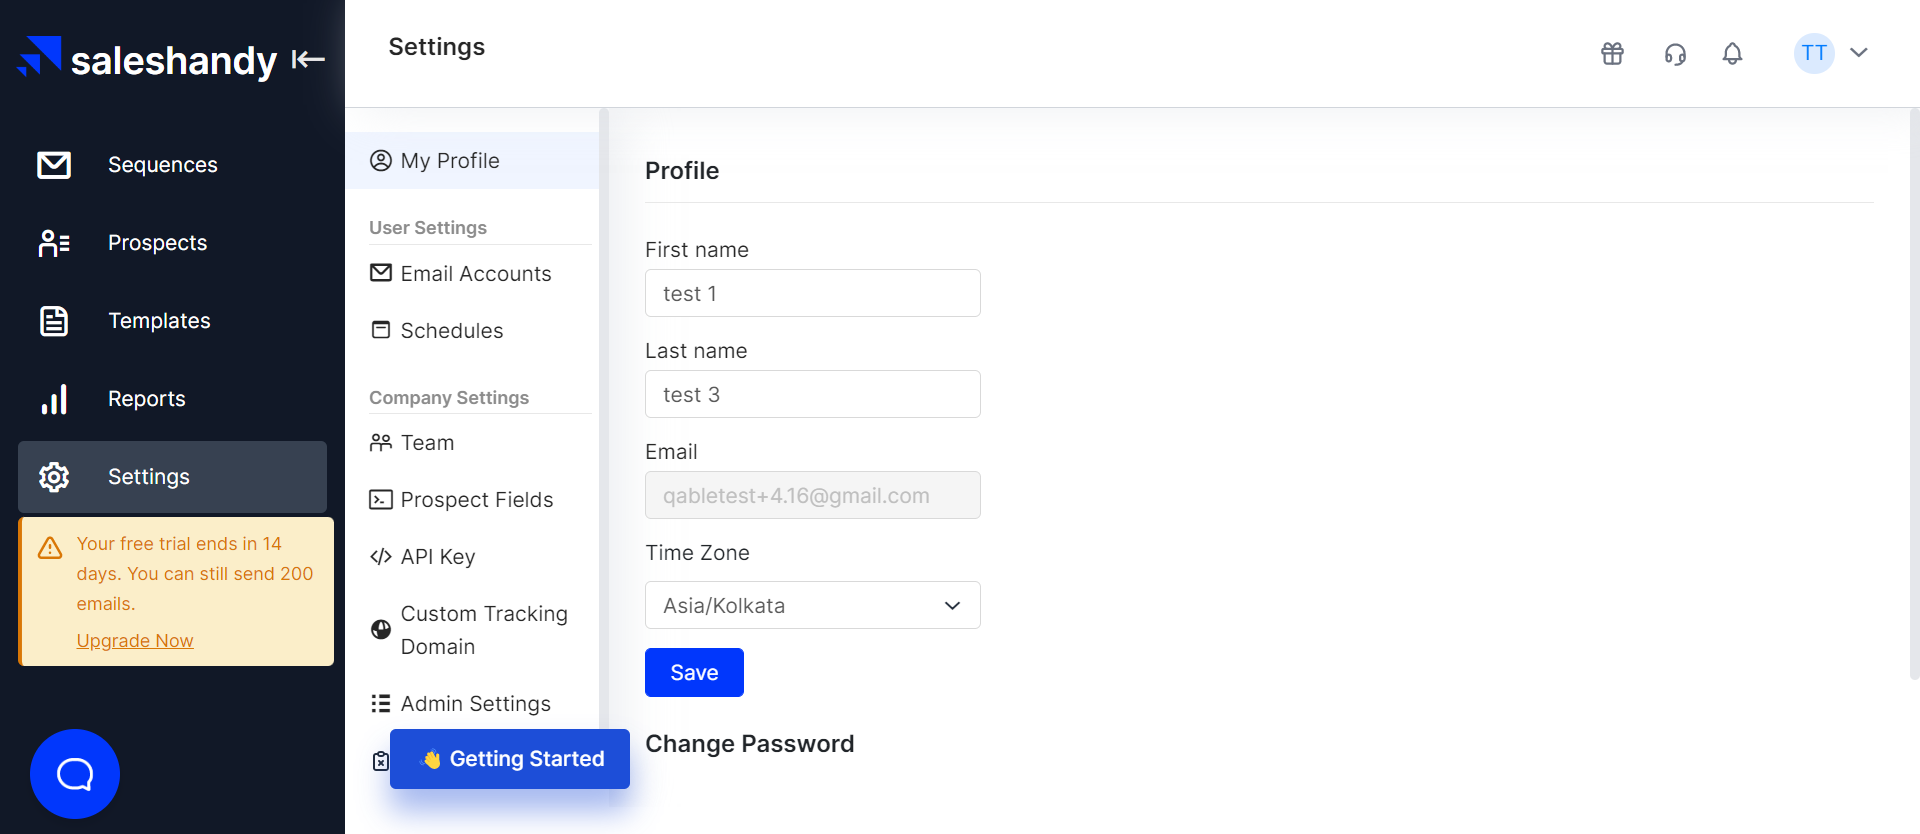 saleshandy
Settings
TT
Sequences
Prospects
Templates
Reports
Settings
Your free trial ends in 14
days. You can still send 200
emails.
Upgrade Now
My Profile
User Settings
Email Accounts
Schedules
Company Settings
Team
Prospect Fields
API Key
Custom Tracking
Domain
Admin Settings
Getting Started
Profile
First name
test 1
Last name
test 3
Email
qabletest+4.16@gmail.com
Time Zone
Asia/Kolkata
Save
Change Password